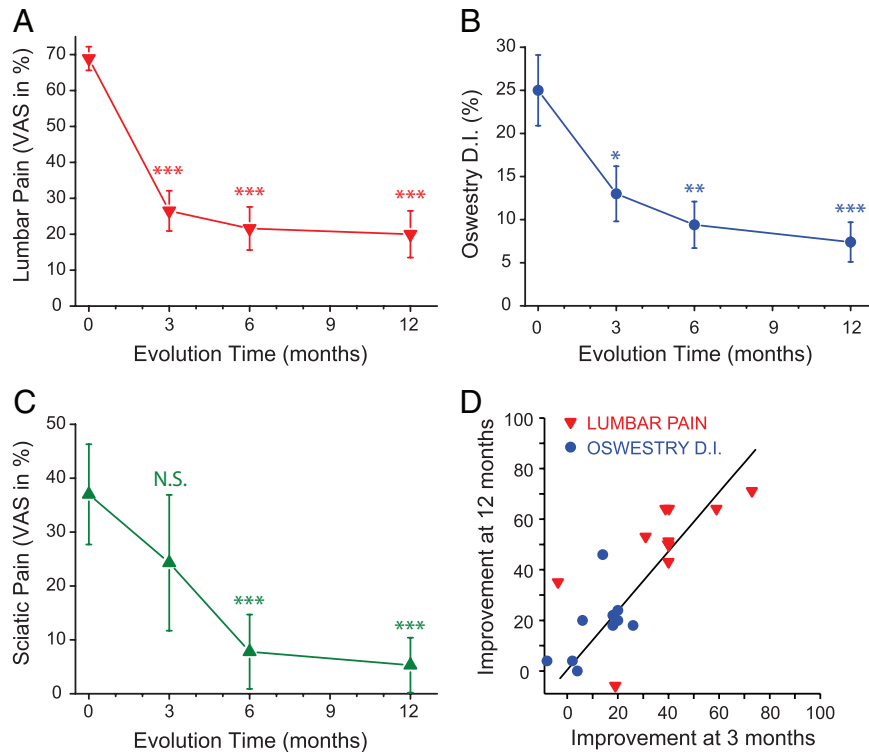 A
Lumbar Pain (VAS in %)
70
60
50
40
30
20
10
0
***
***
***
0 3 6 9 12
Evolution Time (months)
B
Oswestry D.I. (%)
30
25
20
15
10
5
0
*
**
***
0 3 6 9 12
Evolution Time (months)
C
Sciatic Pain (VAS in %)
50
40
30
20
10
0
N.S.
***
***
0 3 6 9 12
Evolution Time (months)
D
Improvement at 12 months
100
80
60
40
20
0
LUMBAR PAIN
OSWESTRY D.I.
0 20 40 60 80 100
Improvement at 3 months